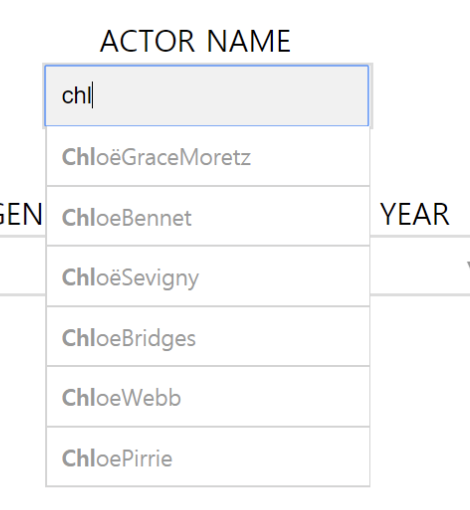 ACTOR NAME
chl
ChloëGraceMoretz
GEN
ChloeBennet
YEAR
ChloëSevigny
ChloeBridges
ChloeWebb
ChloePirrie